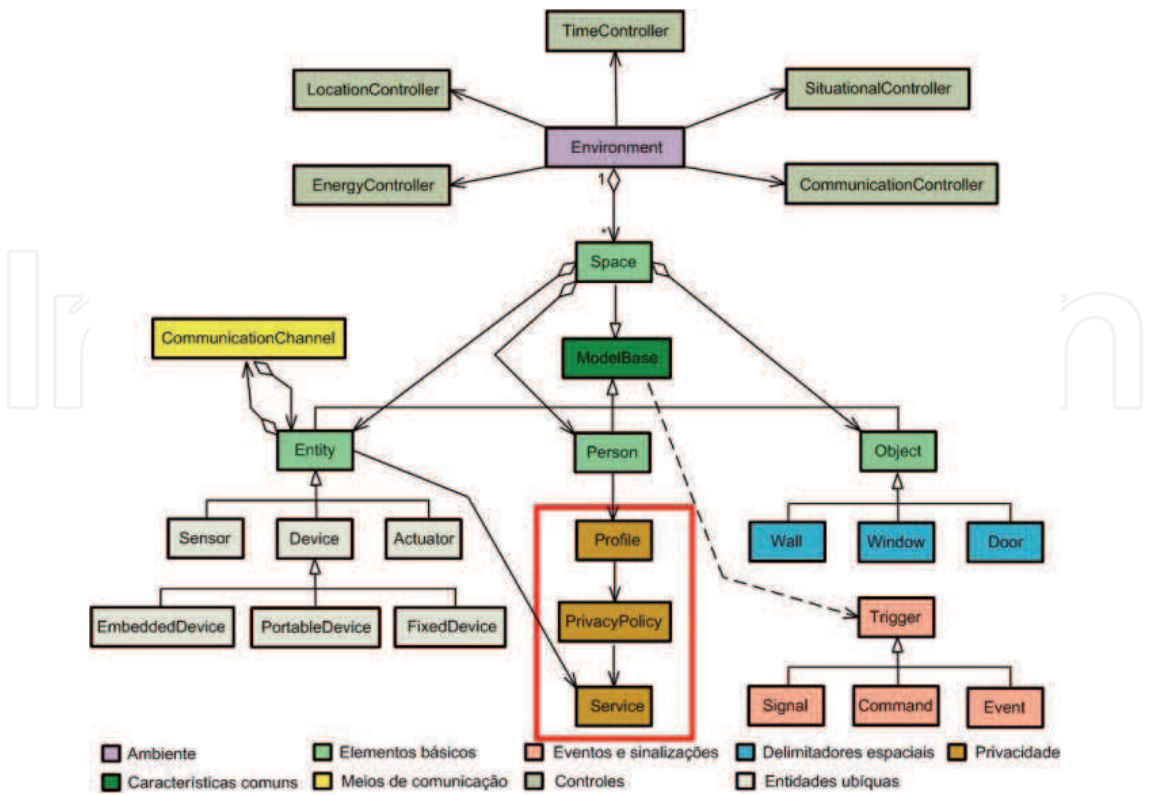 TimeController
LocationController
SituationalController
Environment
EnergyController
CommunicationController
1
*
Space
CommunicationChannel
ModelBase
Entity
Person
Object
Sensor
Device
Actuator
Profile
Wall
Window
Door
EmbeddedDevice
PortableDevice
FixedDevice
PrivacyPolicy
Trigger
Service
Signal
Command
Event
Ambiente
Elementos básicos
Eventos e sinalizações
Delimitadores espaciais
Privacidade
Características comuns
Meios de comunicação
Controles
Entidades ubíquas